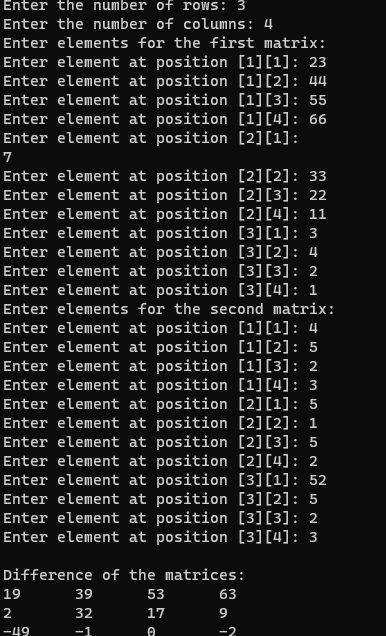 Enter the number of rows: 3
Enter the number of columns: 4
Enter elements for the first matrix:
Enter element at position [1][1]: 23
Enter element at position [1][2]: 44
Enter element at position [1][3]: 55
Enter element at position [1][4]: 66
Enter element at position [2][1]:
7
Enter element at position [2][2]: 33
Enter element at position [2][3]: 22
Enter element at position [2][4]: 11
Enter element at position [3][1]: 3
Enter element at position [3][2]: 4
Enter element at position [3][3]: 2
Enter element at position [3][4]: 1
Enter elements for the second matrix:
Enter element at position [1][1]: 4
Enter element at position [1][2]: 5
Enter element at position [1][3]: 2
Enter element at position [1][4]: 3
Enter element at position [2][1]: 5
Enter element at position [2][2]: 1
Enter element at position [2][3]: 5
Enter element at position [2][4]: 2
Enter element at position [3][1]: 52
Enter element at position [3][2]: 5
Enter element at position [3][3]: 2
Enter element at position [3][4]: 3
Difference of the matrices:
19 39 53 63
2 32 17 9
-49 -1 0 -2